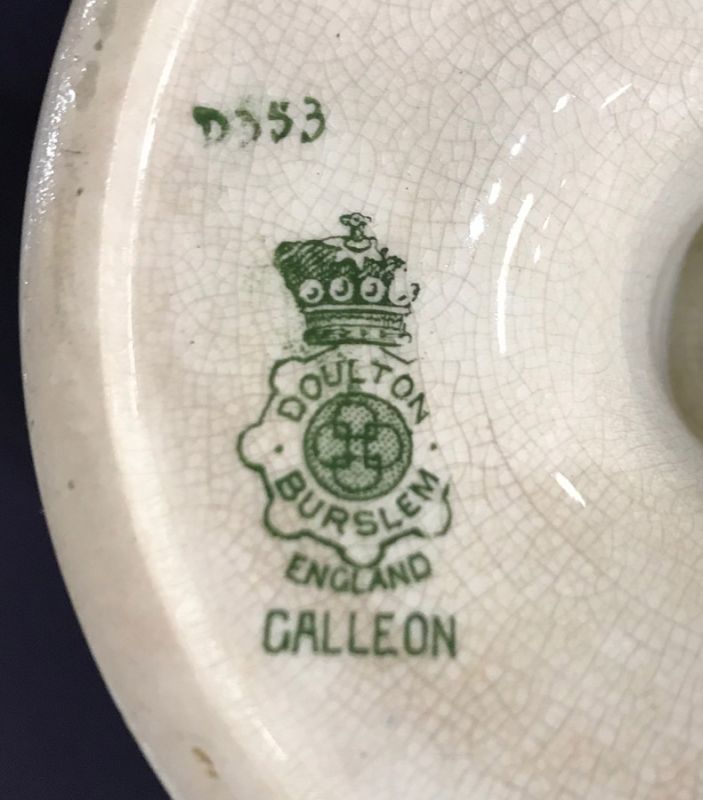 D353
DOULTON
BURSLEM
ENGLAND
GALLEON